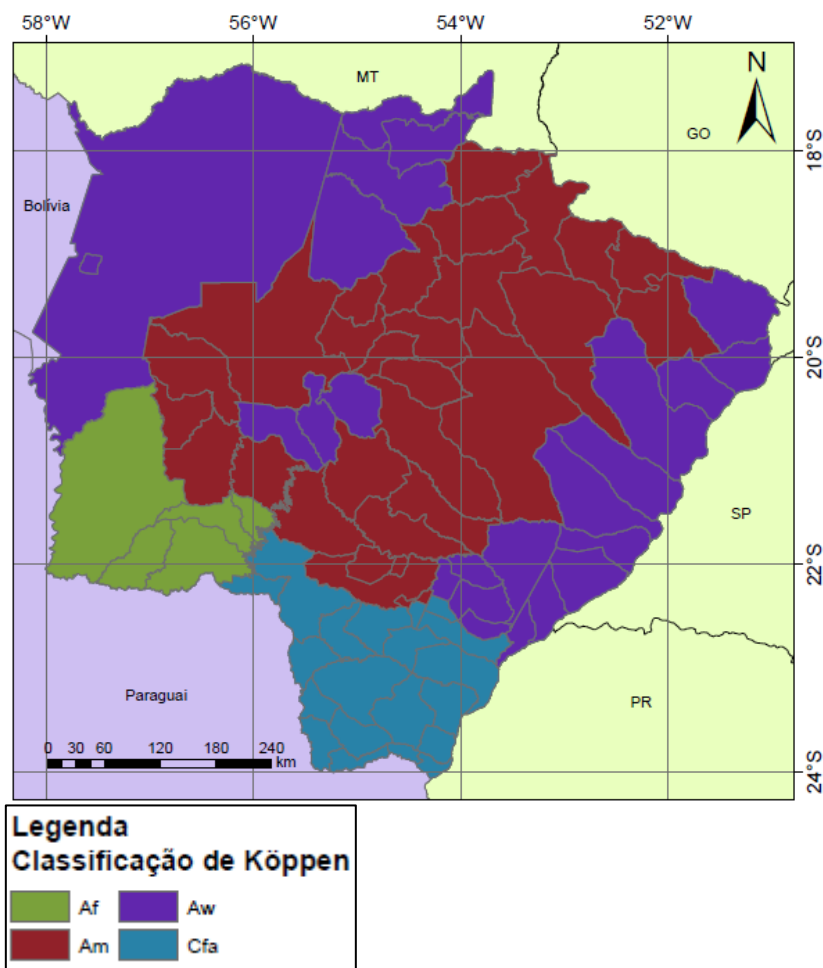 58°W 56°W 54°W 52°W
MT
N
GO
18°S
Bolívia
20°S
SP
22°S
Paraguai
PR
0 30 60 120 180 240
km
24°S
Legenda
Classificação de Köppen
Af Aw
Am Cfa